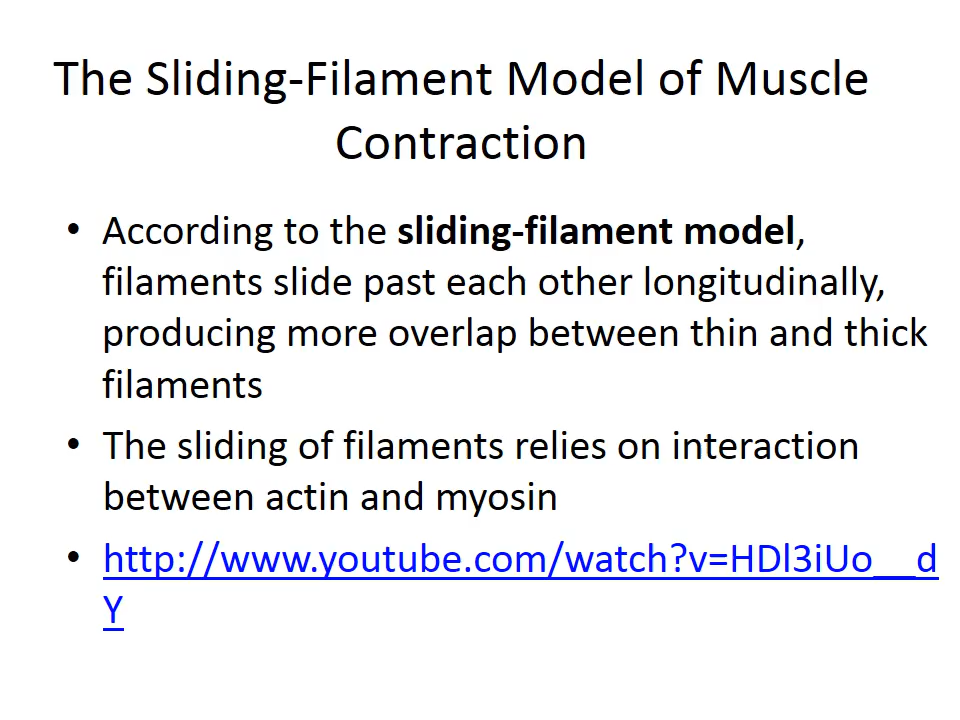 The Sliding-Filament Model of Muscle
Contraction
• According to the sliding-filament model,
filaments slide past each other longitudinally,
producing more overlap between thin and thick
filaments
• The sliding of filaments relies on interaction
between actin and myosin
• http://www.youtube.com/watch?v=HDl3iUo__d
Y